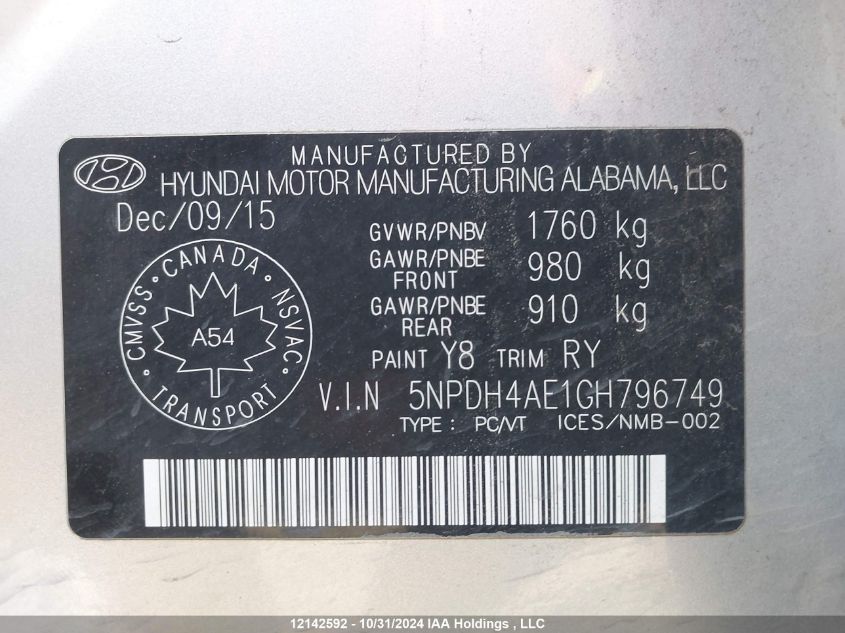 MANUFACTURED BY
HYUNDAI MOTOR MANUFACTURING ALABAMA, LLC
Dec/09/15
GVWR/PNBV 1760 kg
GAWR/PNBE FRONT 980 kg
GAWR/PNBE REAR 910 kg
PAINT Y8 TRIM RY
V.I.N 5NPDH4AE1GH796749
TYPE : PC/VT ICES/NMB-002
CMVSS · CANADA · NSVAC · TRANSPORT ·
A54
12142592 - 10/31/2024 IAA Holdings , LLC